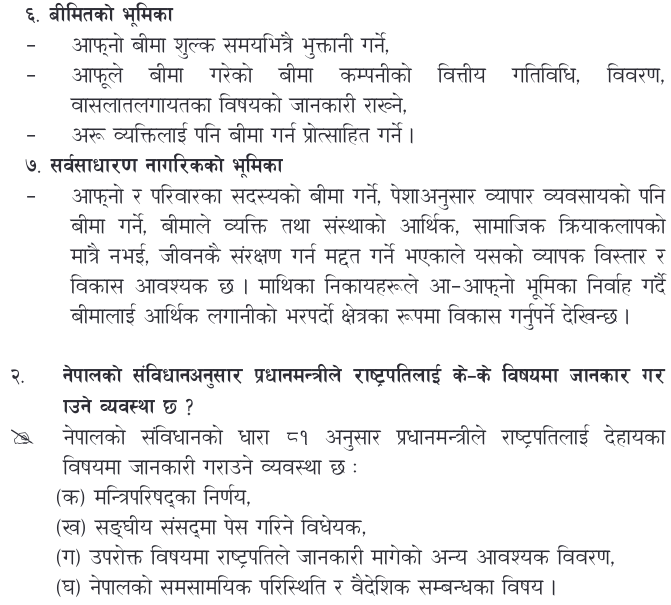 ६. बीमितको भूमिका
– आफ्नो बीमा शुल्क समयभित्रै भुक्तानी गर्ने,
– आफूले बीमा गरेको बीमा कम्पनीको वित्तीय गतिविधि, विवरण,
वासलातलगायतका विषयको जानकारी राख्ने,
– अरू व्यक्तिलाई पनि बीमा गर्न प्रोत्साहित गर्ने ।
७. सर्वसाधारण नागरिकको भूमिका
– आफ्नो र परिवारका सदस्यको बीमा गर्ने, पेशाअनुसार व्यापार व्यवसायको पनि
बीमा गर्ने, बीमाले व्यक्ति तथा संस्थाको आर्थिक, सामाजिक क्रियाकलापको
मात्रै नभई, जीवनकै संरक्षण गर्न मद्दत गर्ने भएकाले यसको व्यापक विस्तार र
विकास आवश्यक छ । माथिका निकायहरूले आ-आफ्नो भूमिका निर्वाह गर्दै
बीमालाई आर्थिक लगानीको भरपर्दो क्षेत्रका रूपमा विकास गर्नुपर्ने देखिन्छ ।
२. नेपालको संविधानअनुसार प्रधानमन्त्रीले राष्ट्रपतिलाई के-के विषयमा जानकार गर
ाउने व्यवस्था छ ?
नेपालको संविधानको धारा ८१ अनुसार प्रधानमन्त्रीले राष्ट्रपतिलाई देहायका
विषयमा जानकारी गराउने व्यवस्था छ :
(क) मन्त्रिपरिषद्का निर्णय,
(ख) सङ्घीय संसद्मा पेस गरिने विधेयक,
(ग) उपरोक्त विषयमा राष्ट्रपतिले जानकारी मागेको अन्य आवश्यक विवरण,
(घ) नेपालको समसामयिक परिस्थिति र वैदेशिक सम्बन्धका विषय ।